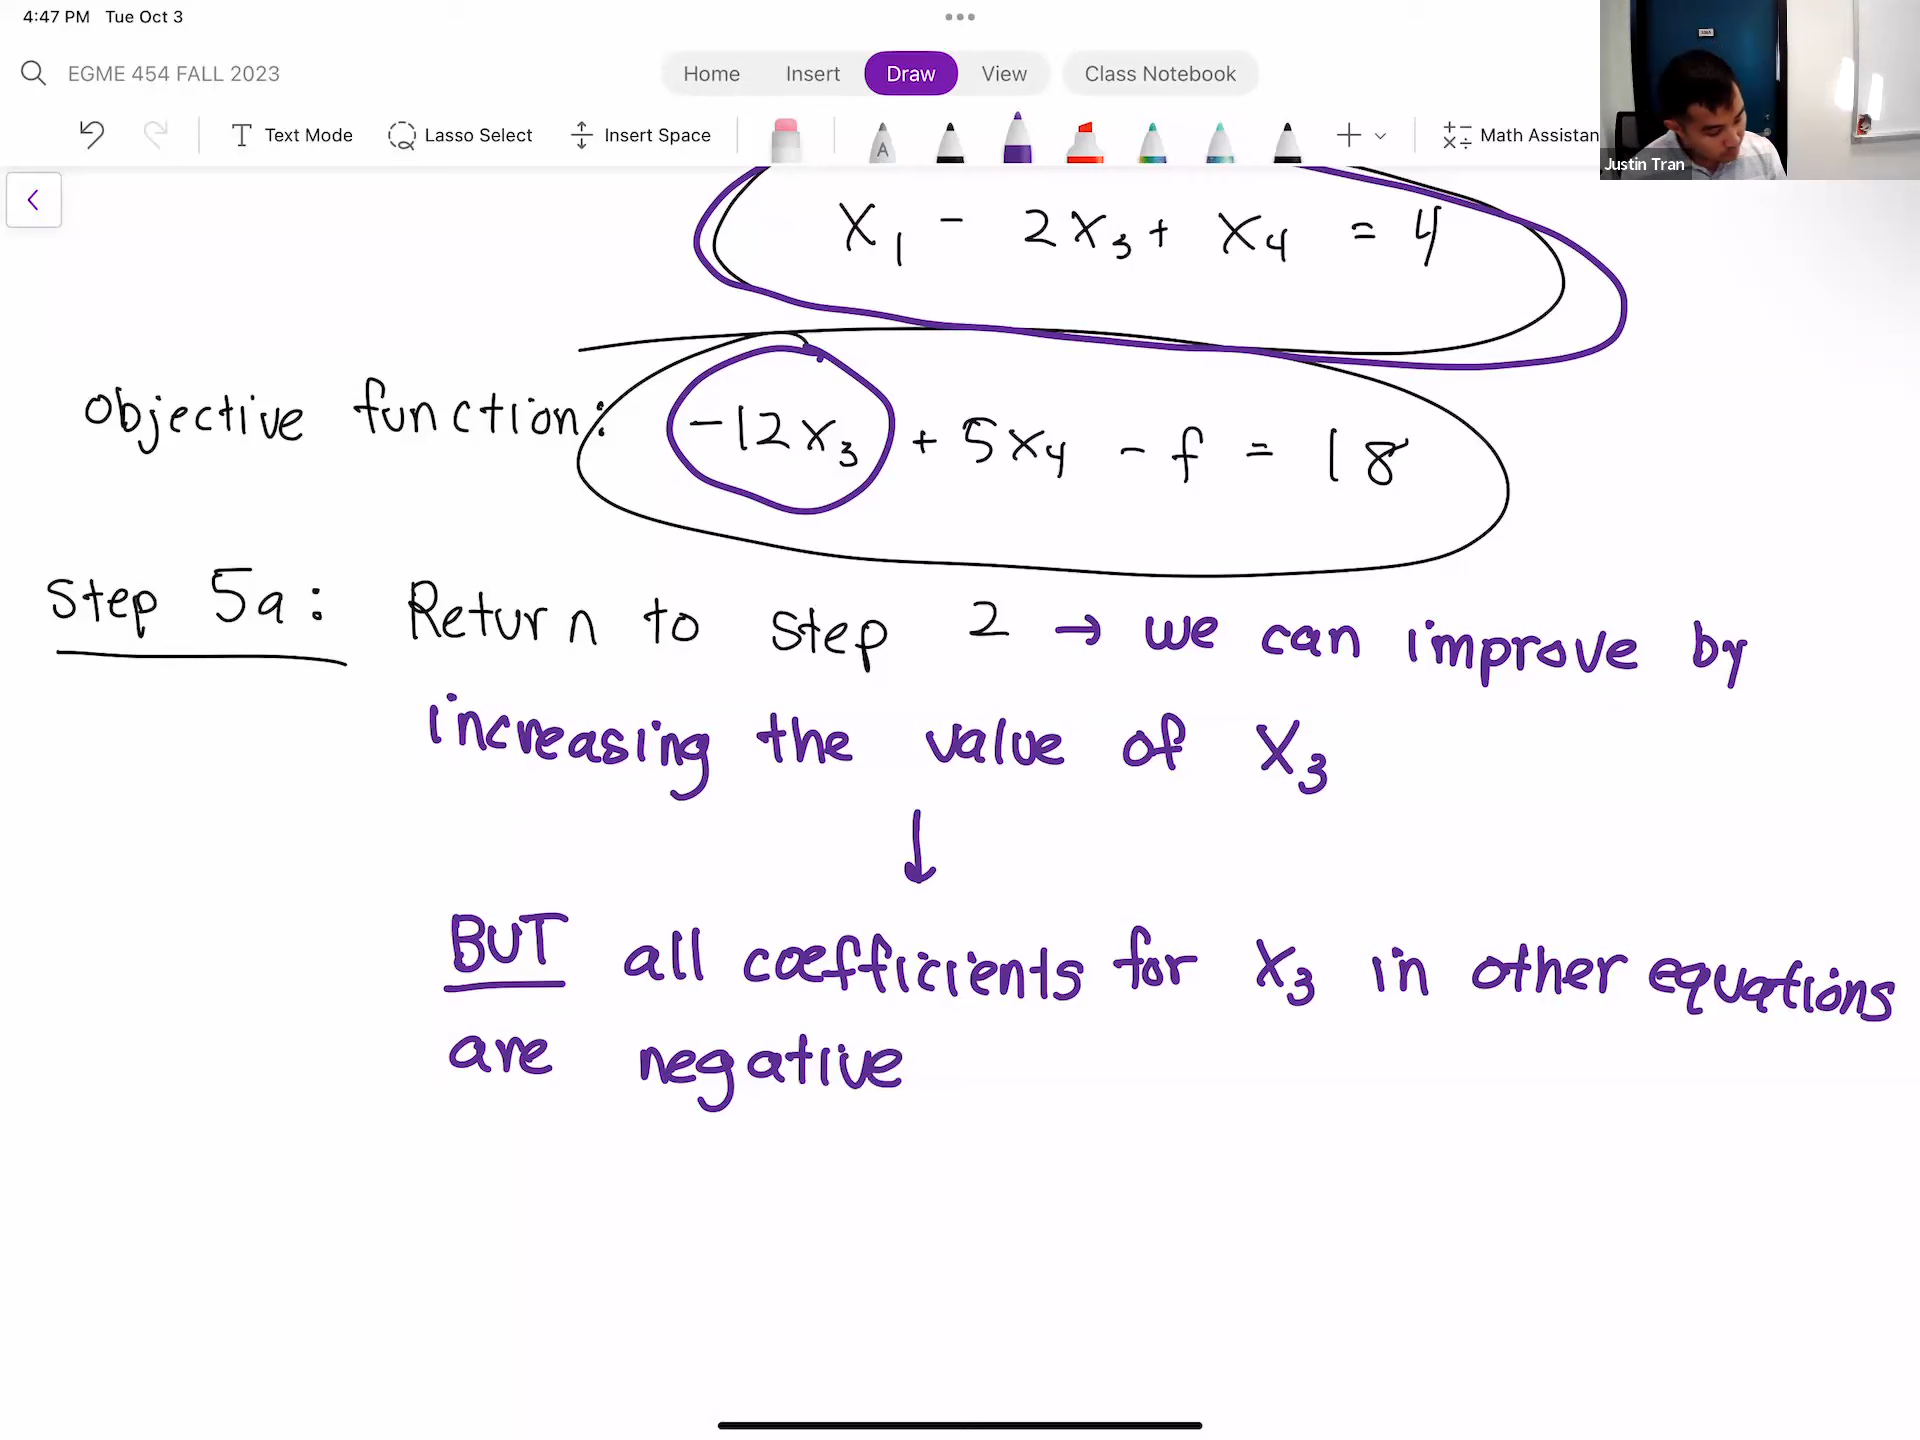 4:47 PM Tue Oct 3
EGME 454 FALL 2023
Home Insert Draw View Class Notebook
Text Mode Lasso Select Insert Space A Math Assistan
Justin Tran
x₁ - 2x₃ + x₄ = 4
Objective function: -12x₃ + 5x₄ - f = 18
Step 5a: Return to step 2 → we can improve by
increasing the value of x₃
↓
BUT all coefficients for x₃ in other equations
are negative